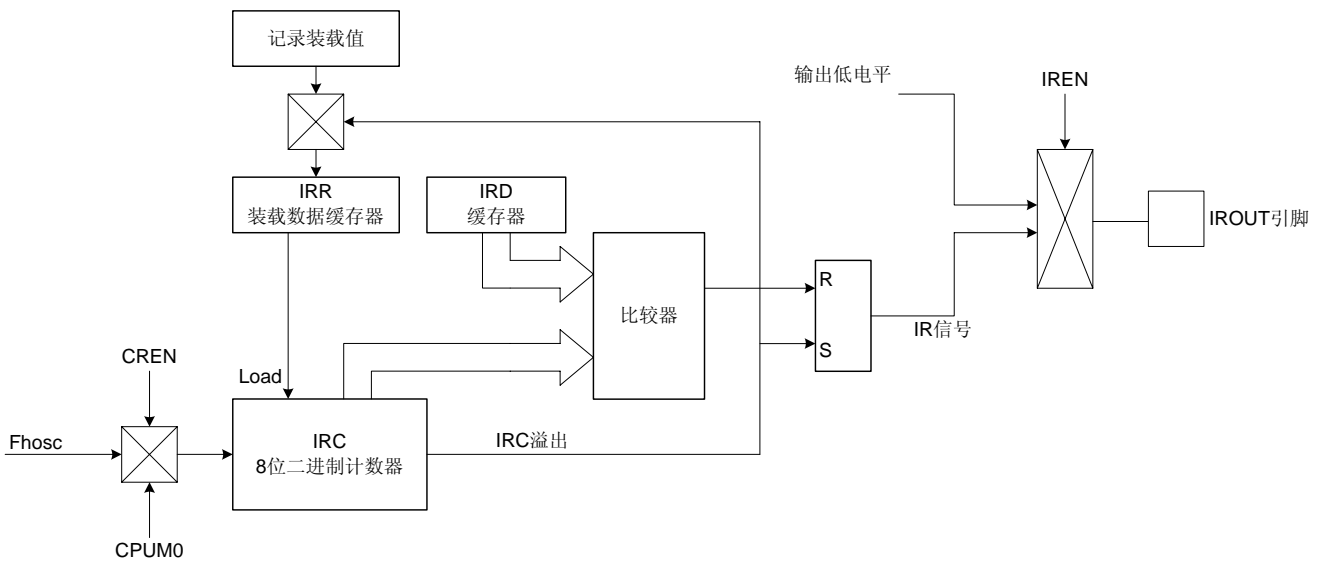 记录装载值
输出低电平
IREN
IRR
装载数据缓存器
IRD
缓存器
IROUT引脚
比较器
R
S
IR信号
CREN
Load
Fhosc
IRC
8位二进制计数器
IRC溢出
CPUM0